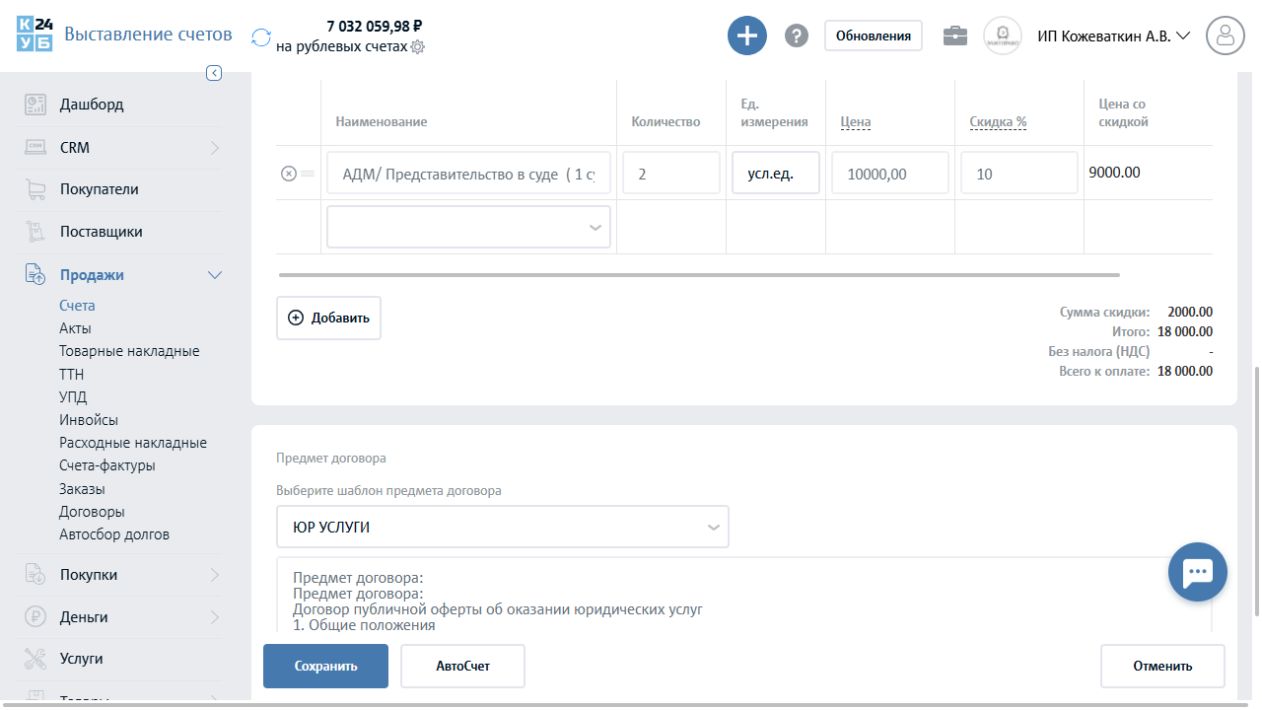 К 24
У Б
Выставление счетов
7 032 059,98 ₽
на рублевых счетах
Обновления
ИП Кожеваткин А.В.
Дашборд
CRM
Покупатели
Поставщики
Продажи
Счета
Акты
Товарные накладные
ТТН
УПД
Инвойсы
Расходные накладные
Счета-фактуры
Заказы
Договоры
Автосбор долгов
Покупки
Деньги
Услуги
Наименование
Количество
Ед. измерения
Цена
Скидка %
Цена со скидкой
АДМ/ Представительство в суде ( 1 с
2
усл.ед.
10000,00
10
9000.00
Добавить
Сумма скидки: 2000.00
Итого: 18 000.00
Без налога (НДС) -
Всего к оплате: 18 000.00
Предмет договора
Выберите шаблон предмета договора
ЮР УСЛУГИ
Предмет договора:
Предмет договора:
Договор публичной оферты об оказании юридических услуг
1. Общие положения
Сохранить
АвтоСчет
Отменить